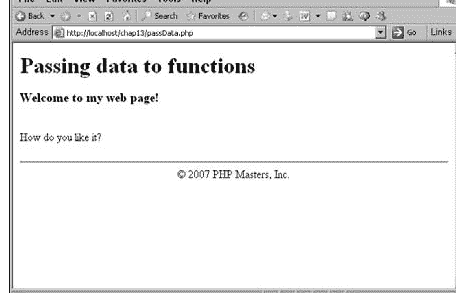 File Edit View Favorites Tools Help
Back Search Favorites
Address http://localhost/chap13/passData.php Go Links
Passing data to functions
Welcome to my web page!
How do you like it?
© 2007 PHP Masters, Inc.